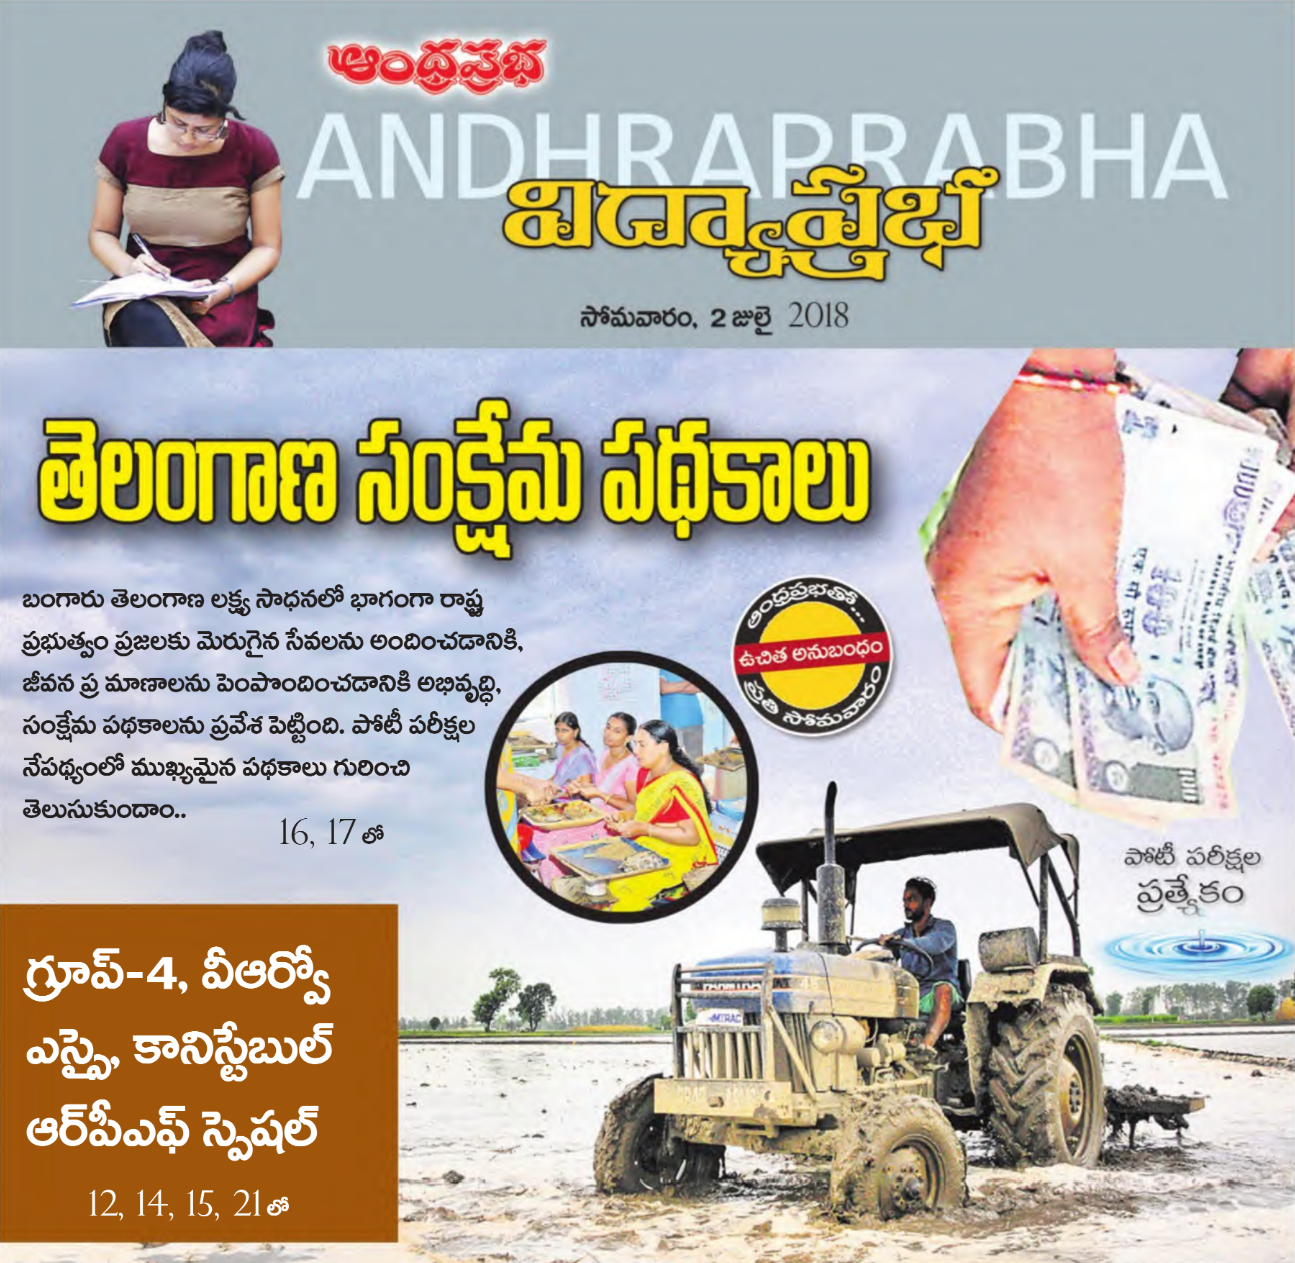 ఆంధ్రప్రభ
ANDHRAPRABHA
విద్యాప్రభ
సోమవారం, 2 జులై 2018
తెలంగాణ సంక్షేమ పథకాలు
బంగారు తెలంగాణ లక్ష్య సాధనలో భాగంగా రాష్ట్ర
ప్రభుత్వం ప్రజలకు మెరుగైన సేవలను అందించడానికి,
జీవన ప్ర మాణాలను పెంపొందించడానికి అభివృద్ధి,
సంక్షేమ పథకాలను ప్రవేశ పెట్టింది. పోటీ పరీక్షల
నేపథ్యంలో ముఖ్యమైన పథకాలు గురించి
తెలుసుకుందాం..
16, 17 లో
ఆంధ్రప్రభతో...
ఉచిత అనుబంధం
ప్రతి సోమవారం
పోటీ పరీక్షల
ప్రత్యేకం
గ్రూప్-4, వీఆర్వో
ఎస్సై, కానిస్టేబుల్
ఆర్‌పీఎఫ్ స్పెషల్
12, 14, 15, 21 లో